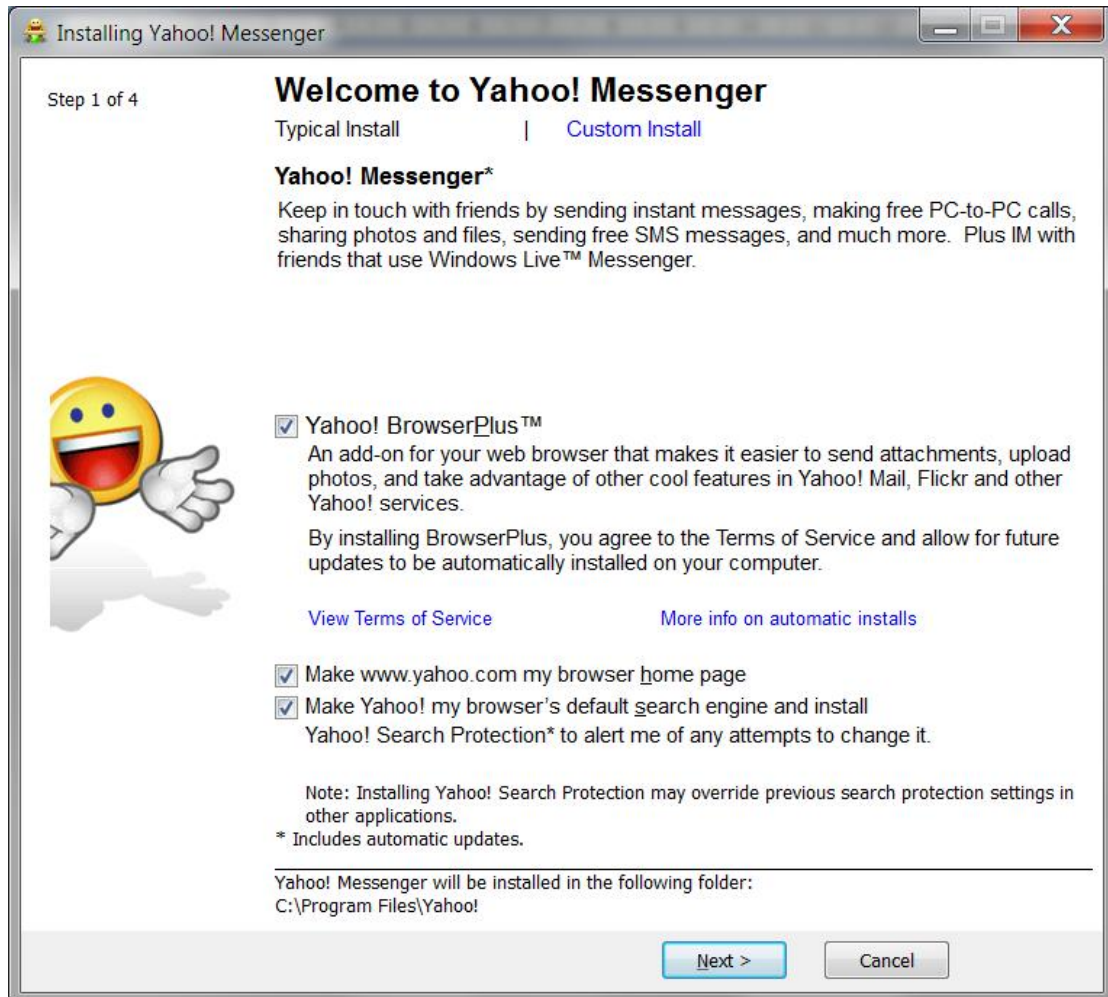 Installing Yahoo! Messenger
Step 1 of 4
Welcome to Yahoo! Messenger
Typical Install | Custom Install
Yahoo! Messenger*
Keep in touch with friends by sending instant messages, making free PC-to-PC calls,
sharing photos and files, sending free SMS messages, and much more. Plus IM with
friends that use Windows Live™ Messenger.
Yahoo! BrowserPlus™
An add-on for your web browser that makes it easier to send attachments, upload
photos, and take advantage of other cool features in Yahoo! Mail, Flickr and other
Yahoo! services.
By installing BrowserPlus, you agree to the Terms of Service and allow for future
updates to be automatically installed on your computer.
View Terms of Service More info on automatic installs
Make www.yahoo.com my browser home page
Make Yahoo! my browser's default search engine and install
Yahoo! Search Protection* to alert me of any attempts to change it.
Note: Installing Yahoo! Search Protection may override previous search protection settings in
other applications.
* Includes automatic updates.
Yahoo! Messenger will be installed in the following folder:
C:\Program Files\Yahoo!
Next > Cancel